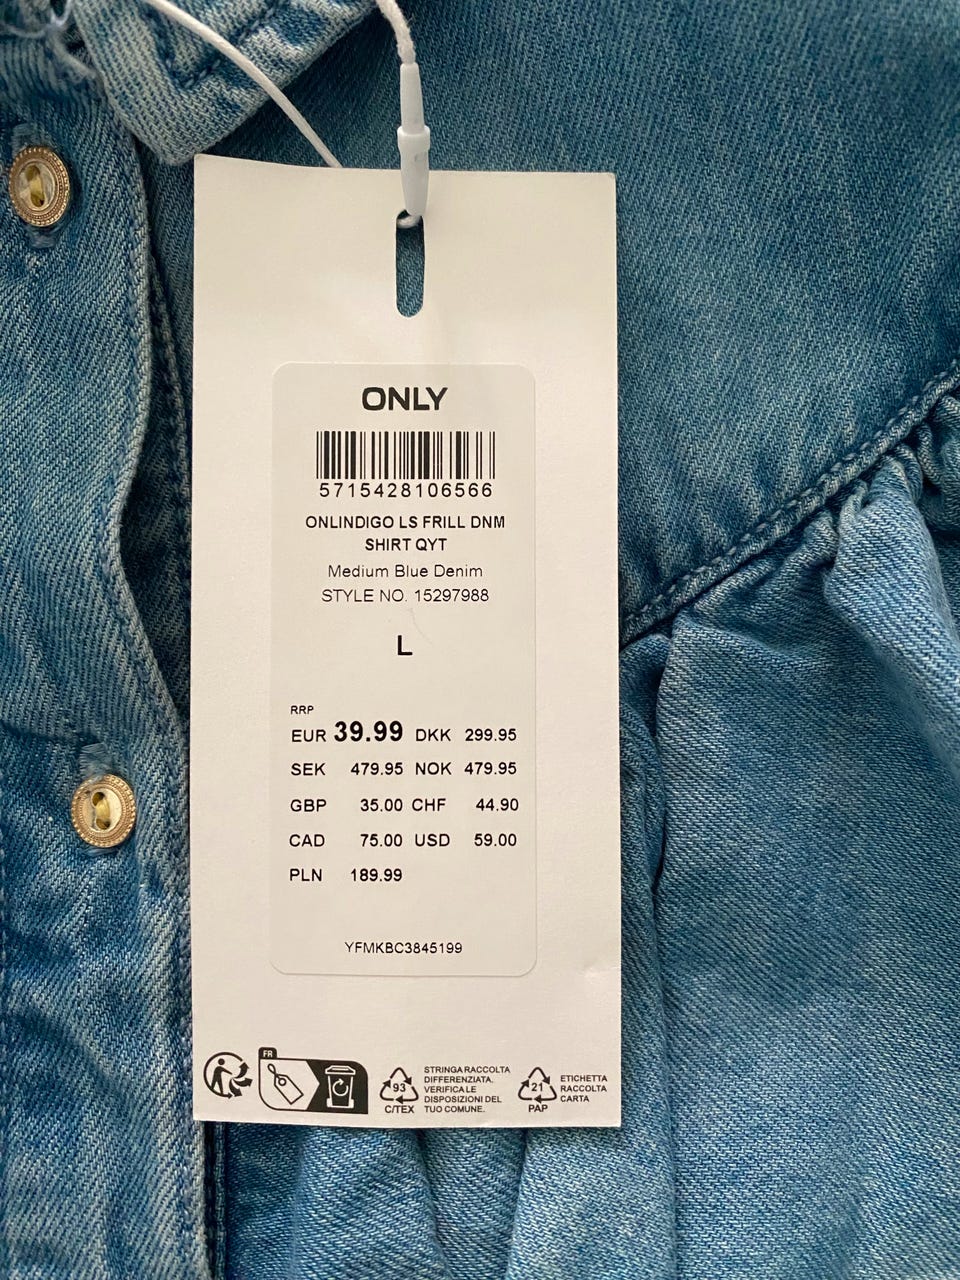 ONLY
5715428106566
ONLINDIGO LS FRILL DNM
SHIRT QYT
Medium Blue Denim
STYLE NO. 15297988
L
RRP
EUR 39.99 DKK 299.95
SEK 479.95 NOK 479.95
GBP 35.00 CHF 44.90
CAD 75.00 USD 59.00
PLN 189.99
YFMKBC3845199
FR
93
C/TEX
STRINGA RACCOLTA
DIFFERENZIATA.
VERIFICA LE
DISPOSIZIONI DEL
TUO COMUNE.
21
PAP
ETICHETTA
RACCOLTA
CARTA